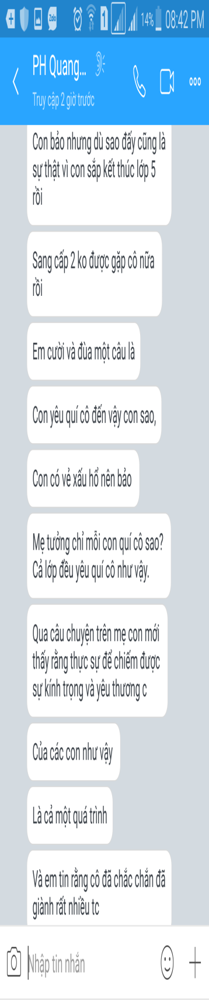 Zalo 1 14% 08:42 PM
PH Quang...
Truy cập 2 giờ trước
Con bảo nhưng dù sao đấy cũng là
sự thật vì con sắp kết thúc lớp 5
rồi
Sang cấp 2 ko được gặp cô nữa
rồi
Em cười và đùa một câu là
Con yêu quí cô đến vậy con sao,
Con có vẻ xấu hổ nên bảo
Mẹ tưởng chỉ mỗi con quí cô sao?
Cả lớp đều yêu quí cô như vậy.
Qua câu chuyện trên mẹ con mới
thấy rằng thực sự để chiếm được
sự kính trọng và yêu thương c
Của các con như vậy
Là cả một quá trình
Và em tin rằng cô đã chắc chắn đã
giành rất nhiều tc
Nhập tin nhắn